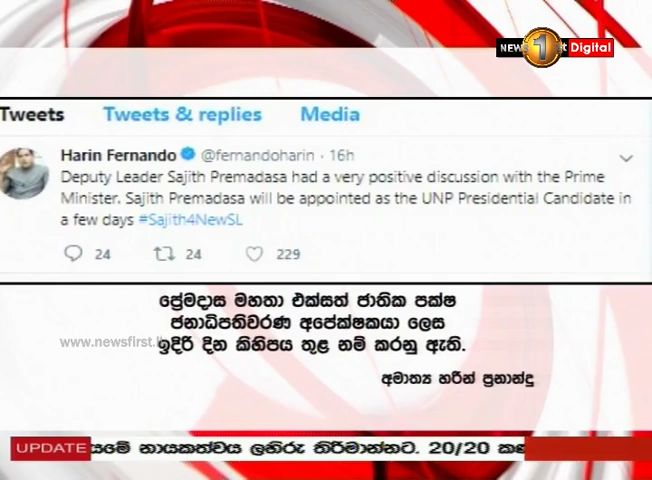 NEWS 1st Digital
Tweets Tweets & replies Media
Harin Fernando @fernandoharin · 16h
Deputy Leader Sajith Premadasa had a very positive discussion with the Prime
Minister. Sajith Premadasa will be appointed as the UNP Presidential Candidate in
a few days #Sajith4NewSL
24 24 229
ප්‍රේමදාස මහතා එක්සත් ජාතික පක්ෂ
ජනාධිපතිවරණ අපේක්ෂකයා ලෙස
www.newsfirst.l
ඉදිරි දින කිහිපය තුළ නම් කරනු ඇති.
අමාත්‍ය හරීන් ප්‍රනාන්දු
UPDATE යමේ නායකත්වය ලහිරු තිරිමාන්නට. 20/20 කණ